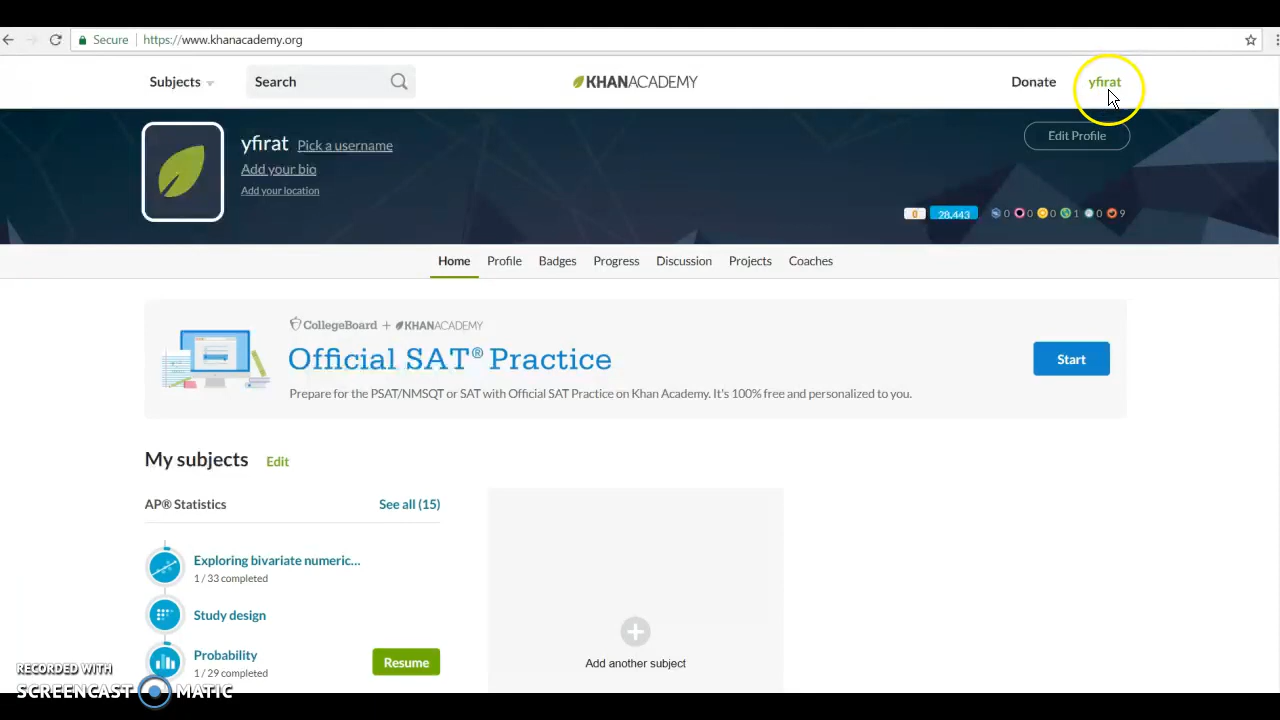 Secure https://www.khanacademy.org
Subjects Search KHANACADEMY Donate yfirat
yfirat Pick a username Edit Profile
Add your bio
Add your location
0 28,443 0 0 0 1 0 9
Home Profile Badges Progress Discussion Projects Coaches
CollegeBoard + KHANACADEMY
Official SAT® Practice Start
Prepare for the PSAT/NMSQT or SAT with Official SAT Practice on Khan Academy. It's 100% free and personalized to you.
My subjects Edit
AP® Statistics See all (15)
Exploring bivariate numeric...
1 / 33 completed
Study design
Probability
1 / 29 completed
Resume
Add another subject
RECORDED WITH
SCREENCAST MATIC